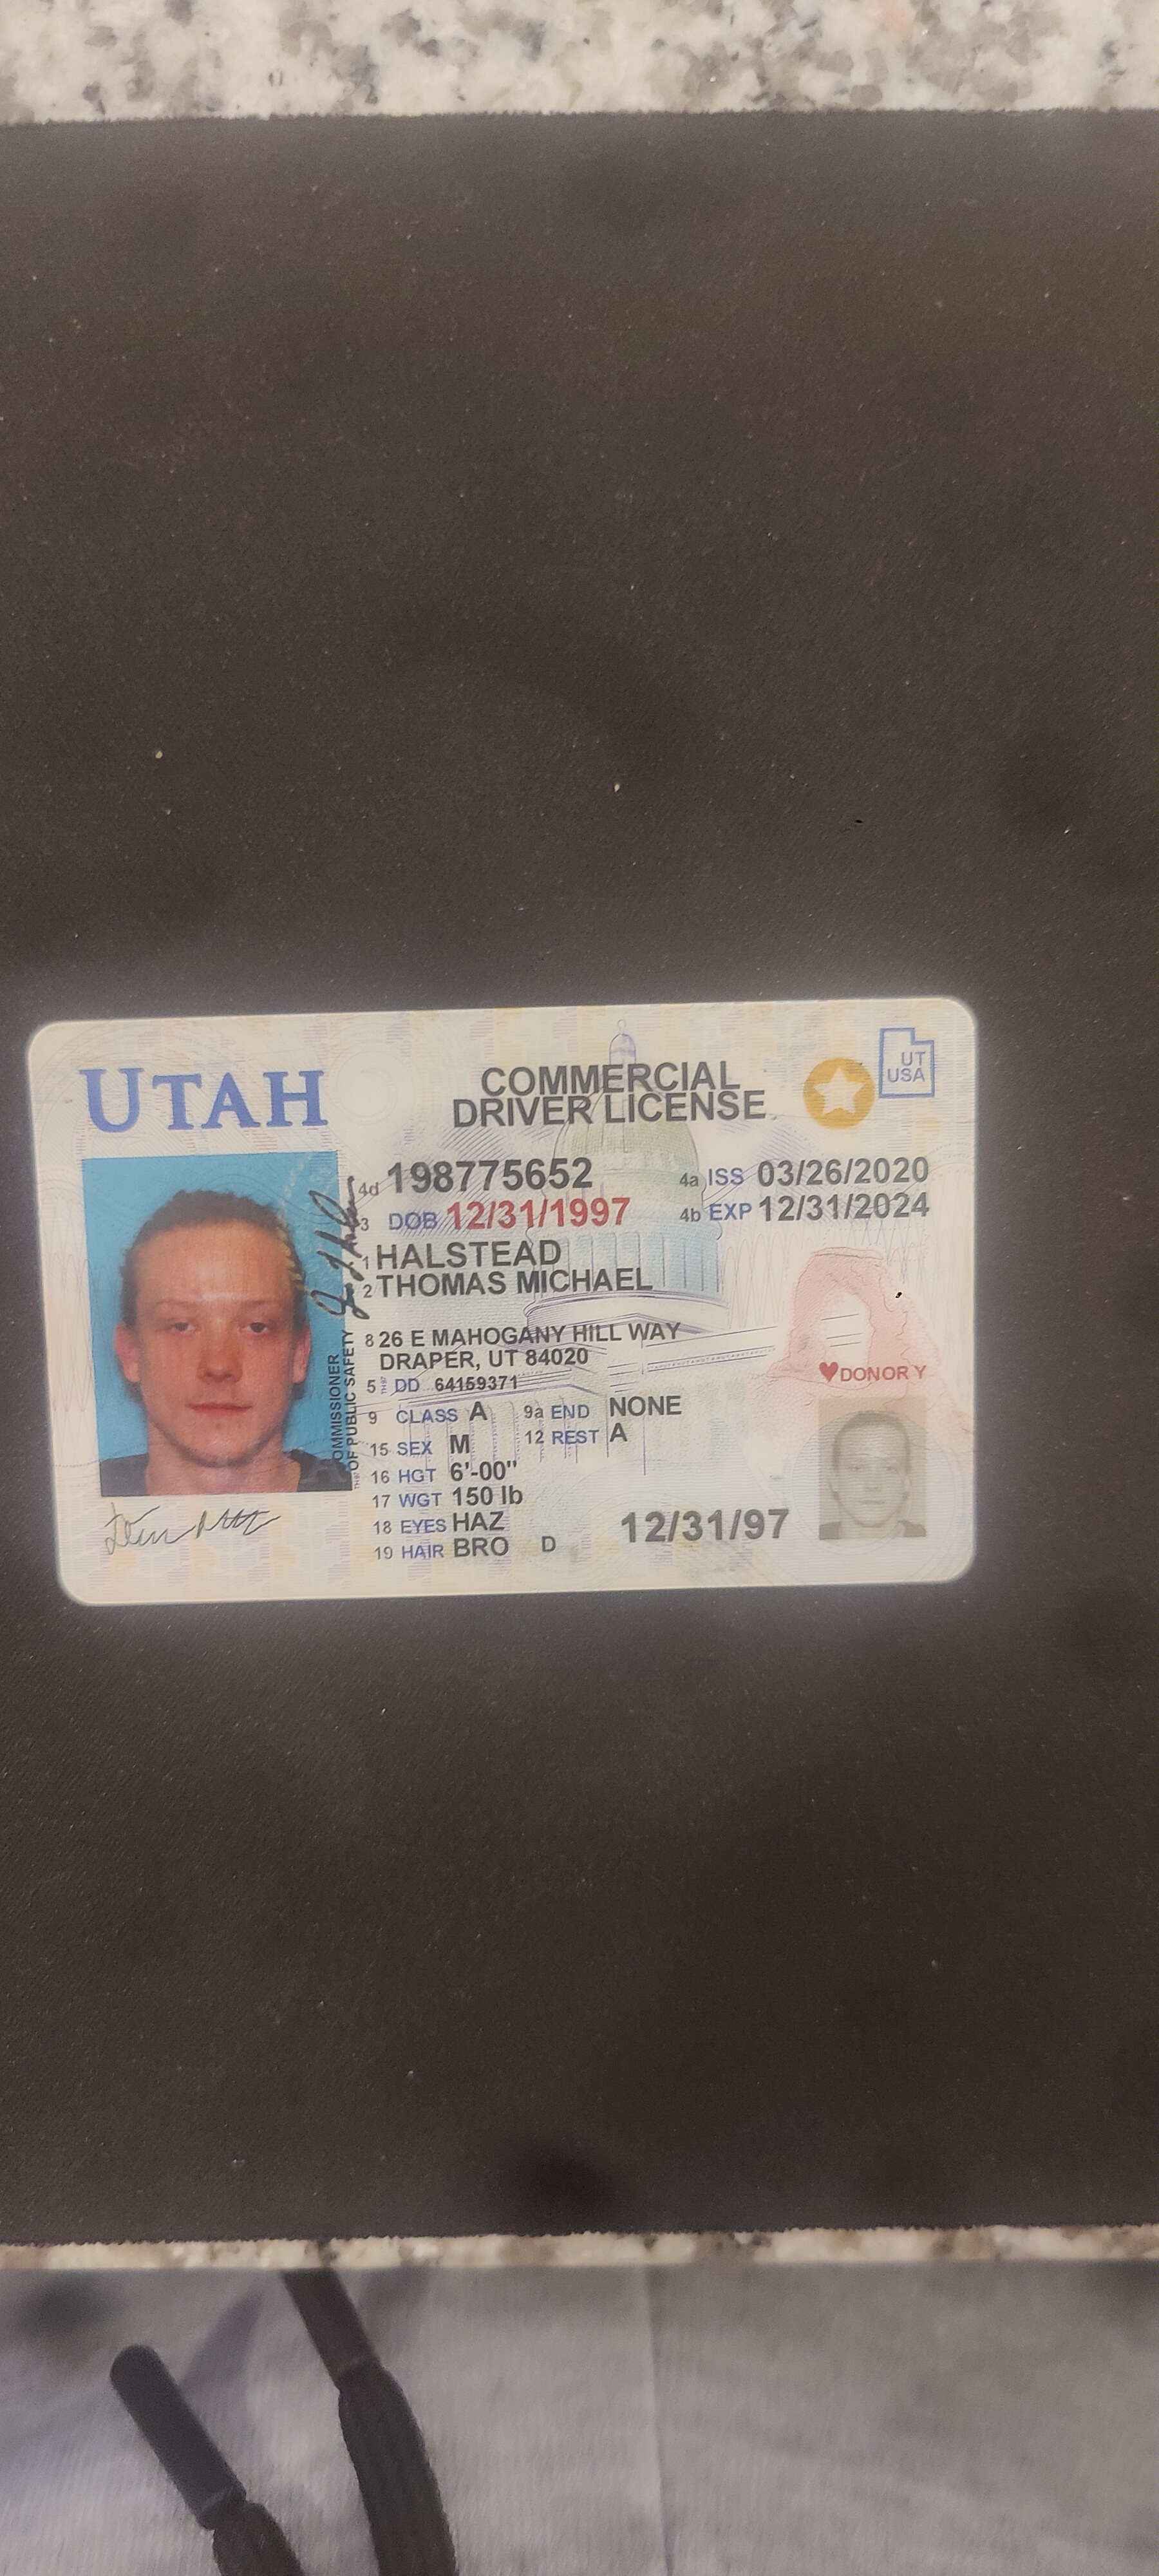 UTAH
COMMERCIAL
DRIVER LICENSE
UT
USA
4d 198775652
4a ISS 03/26/2020
3 DOB 12/31/1997
4b EXP 12/31/2024
1 HALSTEAD
2 THOMAS MICHAEL
8 26 E MAHOGANY HILL WAY
DRAPER, UT 84020
5 DD 64159371
9 CLASS A 9a END NONE
15 SEX M 12 REST A
16 HGT 6'-00"
17 WGT 150 lb
18 EYES HAZ
19 HAIR BRO D
12/31/97
DONOR Y
COMMISSIONER
OF PUBLIC SAFETY